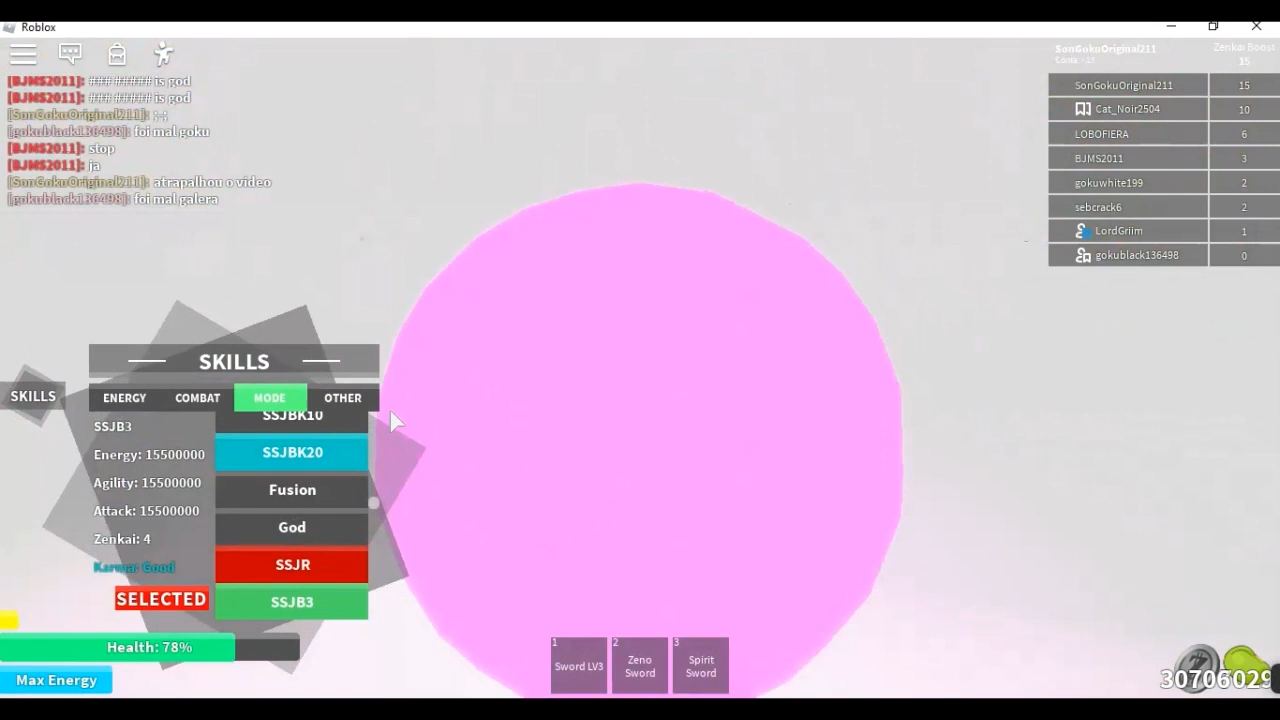 Roblox
[BJMS2011]: ### ##### is god
[BJMS2011]: ### ##### is god
[SonGokuOriginal211]: ;-;
[gokublack136498]: foi mal goku
[BJMS2011]: stop
[BJMS2011]: ja
[SonGokuOriginal211]: atrapalhou o video
[gokublack136498]: foi mal galera
SonGokuOriginal211 Zenkai Boost
15
SonGokuOriginal211 15
Cat_Noir2504 10
LOBOFIERA 6
BJMS2011 3
gokuwhite199 2
sebcrack6 2
LordGriim 1
gokublack136498 0
SKILLS
SKILLS
ENERGY COMBAT MODE OTHER
SSJB3
Energy: 15500000
Agility: 15500000
Attack: 15500000
Zenkai: 4
Karma: Good
SELECTED
SSJBK10
SSJBK20
Fusion
God
SSJR
SSJB3
Health: 78%
Max Energy
1 Sword LV3
2 Zeno Sword
3 Spirit Sword
30706029